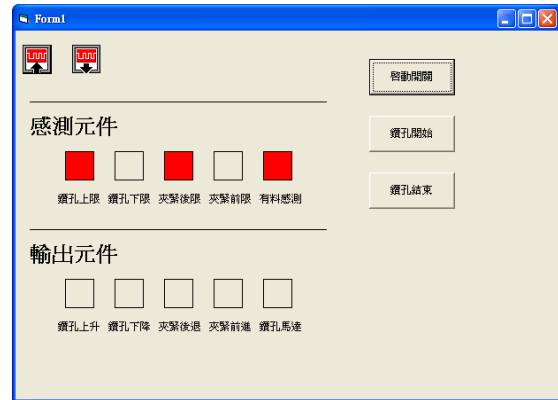 Form1
啓動開關
感測元件
鑽孔開始
鑽孔上限 鑽孔下限 夾緊後限 夾緊前限 有料感測
鑽孔結束
輸出元件
鑽孔上升 鑽孔下降 夾緊後退 夾緊前進 鑽孔馬達